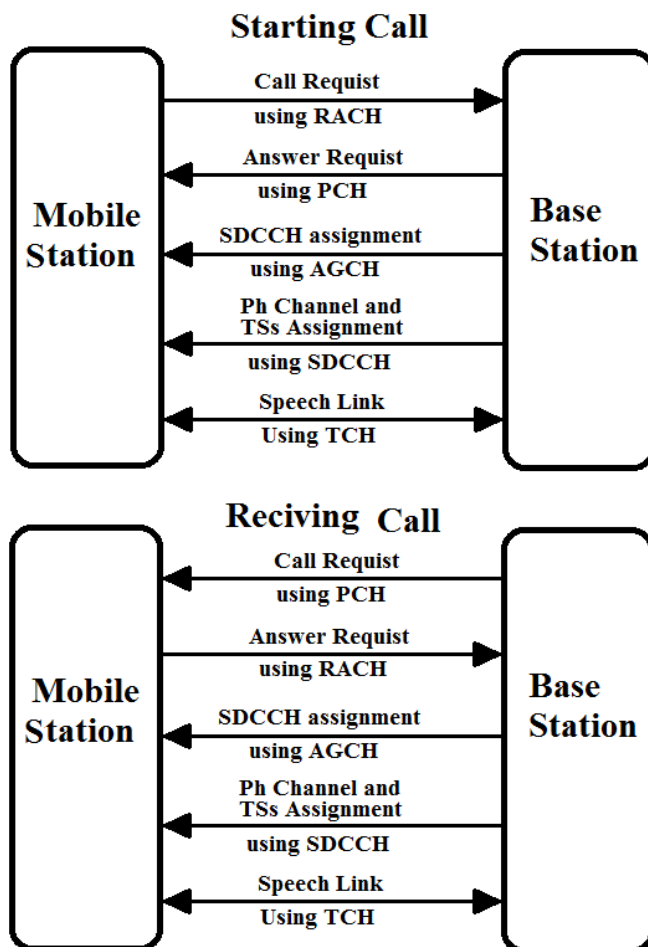 Starting Call
Mobile
Station
Base
Station
Call Requist
using RACH
Answer Requist
using PCH
SDCCH assignment
using AGCH
Ph Channel and
TSs Assignment
using SDCCH
Speech Link
Using TCH
Reciving Call
Mobile
Station
Base
Station
Call Requist
using PCH
Answer Requist
using RACH
SDCCH assignment
using AGCH
Ph Channel and
TSs Assignment
using SDCCH
Speech Link
Using TCH